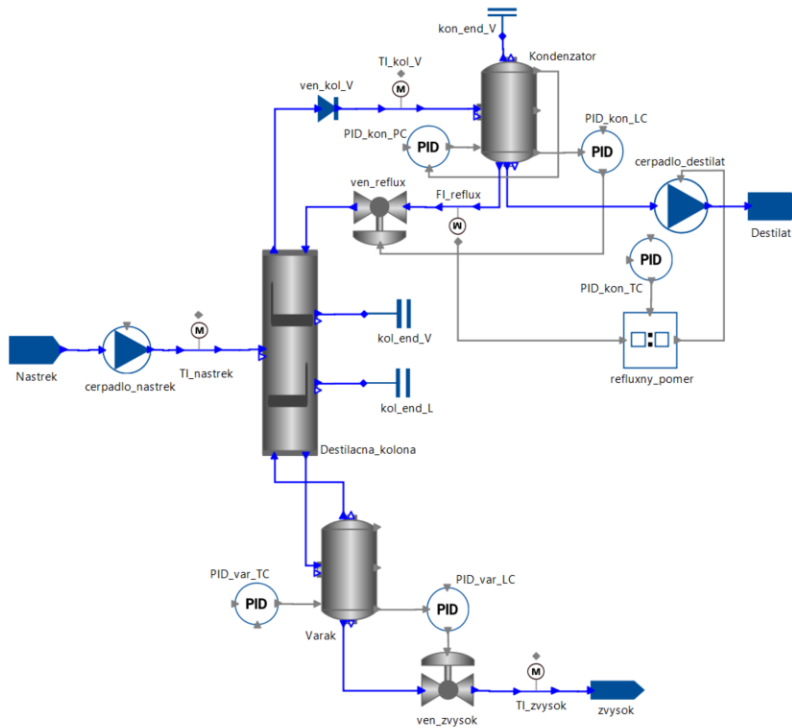 kon_end_V
Kondenzator
TI_kol_V
ven_kol_V
M
PID_kon_PC
PID
PID_kon_LC
PID
cerpadlo_destilat
ven_reflux
FI_reflux
M
Destilat
PID
PID_kon_TC
kol_end_V
M
Nastrek
cerpadlo_nastrek
TI_nastrek
refluxny_pomer
kol_end_L
Destilacna_kolona
PID_var_TC
PID
PID_var_LC
PID
Varak
M
ven_zvysok
TI_zvysok
zvysok